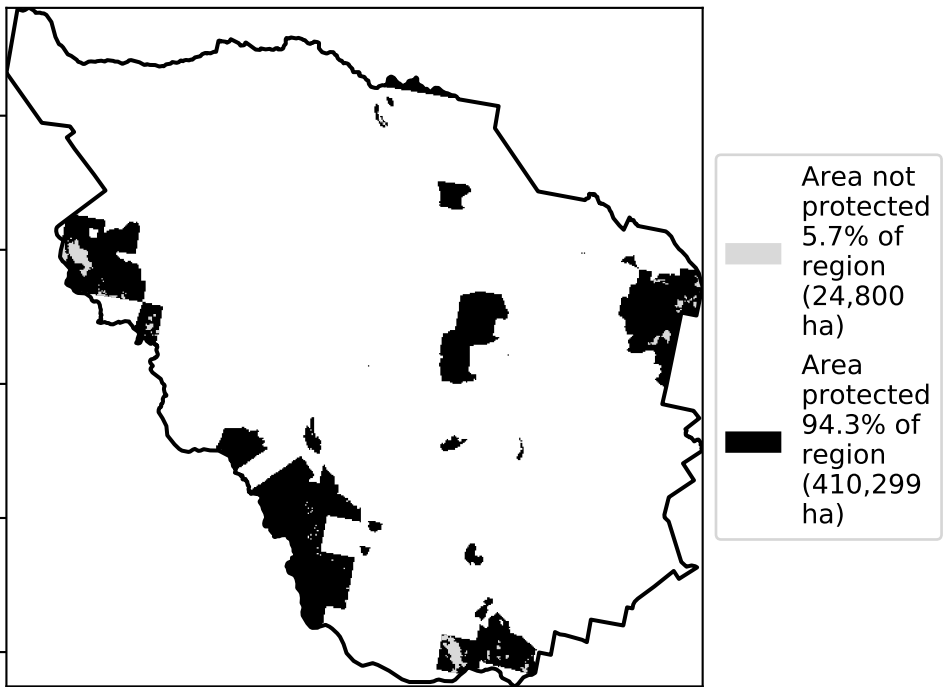 Area not
protected
5.7% of
region
(24,800
ha)
Area
protected
94.3% of
region
(410,299
ha)